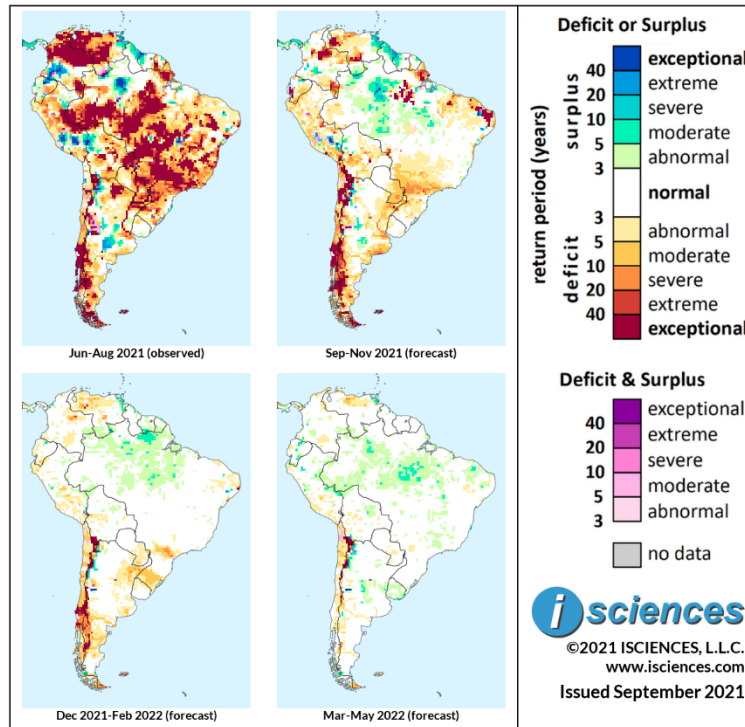 Jun-Aug 2021 (observed)
Sep-Nov 2021 (forecast)
Dec 2021-Feb 2022 (forecast)
Mar-May 2022 (forecast)
Deficit or Surplus
return period (years)
surplus
deficit
exceptional
40
extreme
20
severe
10
moderate
5
abnormal
3
normal
3
abnormal
5
moderate
10
severe
20
extreme
40
exceptional
Deficit & Surplus
exceptional
40
extreme
20
severe
10
moderate
5
abnormal
3
no data
i sciences
©2021 ISCIENCES, L.L.C.
www.isciences.com
Issued September 2021